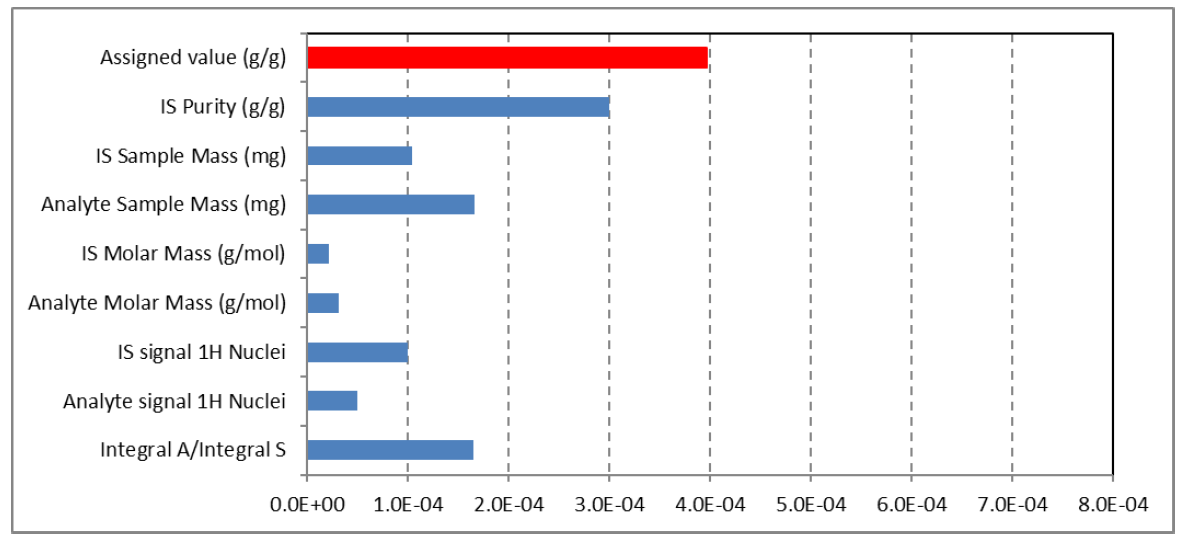 Assigned value (g/g)
IS Purity (g/g)
IS Sample Mass (mg)
Analyte Sample Mass (mg)
IS Molar Mass (g/mol)
Analyte Molar Mass (g/mol)
IS signal 1H Nuclei
Analyte signal 1H Nuclei
Integral A/Integral S
0.0E+00 1.0E-04 2.0E-04 3.0E-04 4.0E-04 5.0E-04 6.0E-04 7.0E-04 8.0E-04